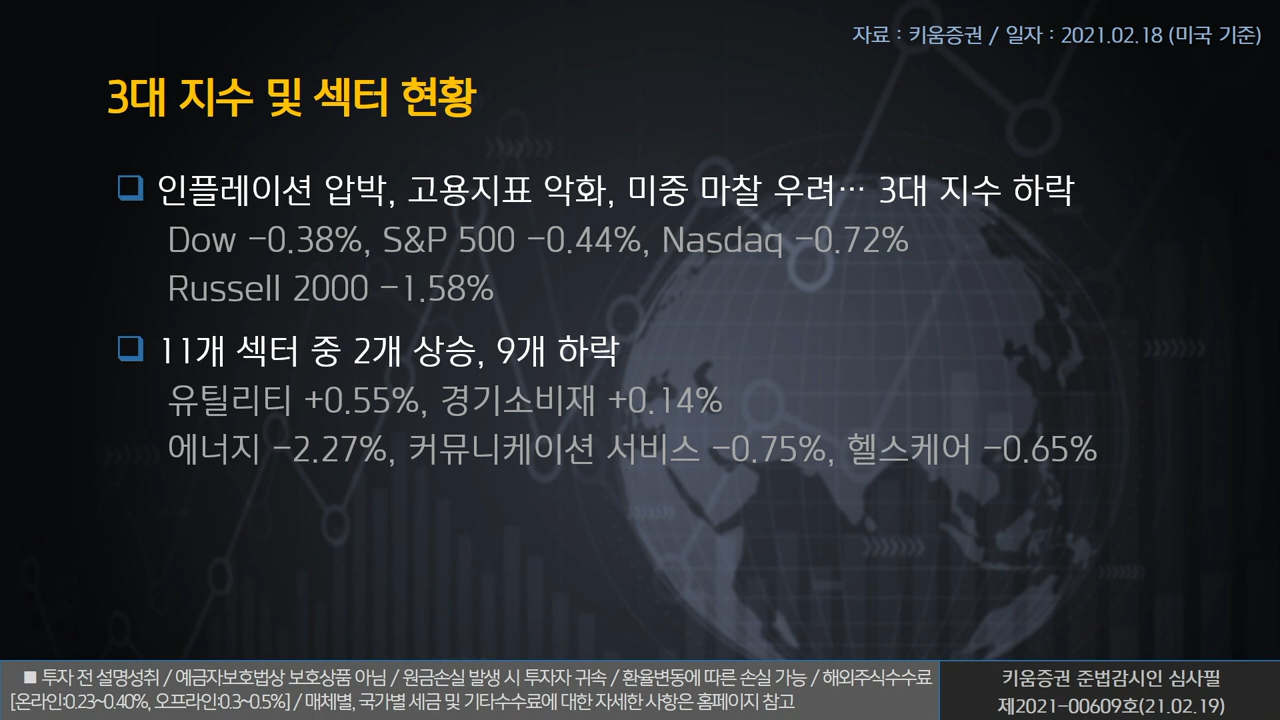 자료 : 키움증권 / 일자 : 2021.02.18 (미국 기준)
3대 지수 및 섹터 현황
❑ 인플레이션 압박, 고용지표 악화, 미중 마찰 우려… 3대 지수 하락
Dow -0.38%, S&P 500 -0.44%, Nasdaq -0.72%
Russell 2000 -1.58%
❑ 11개 섹터 중 2개 상승, 9개 하락
유틸리티 +0.55%, 경기소비재 +0.14%
에너지 -2.27%, 커뮤니케이션 서비스 -0.75%, 헬스케어 -0.65%
■ 투자 전 설명성취 / 예금자보호법상 보호상품 아님 / 원금손실 발생 시 투자자 귀속 / 환율변동에 따른 손실 가능 / 해외주식수수료
[온라인:0.23~0.40%, 오프라인:0.3~0.5%] / 매체별, 국가별 세금 및 기타수수료에 대한 자세한 사항은 홈페이지 참고
키움증권 준법감시인 심사필
제2021-00609호(21.02.19)